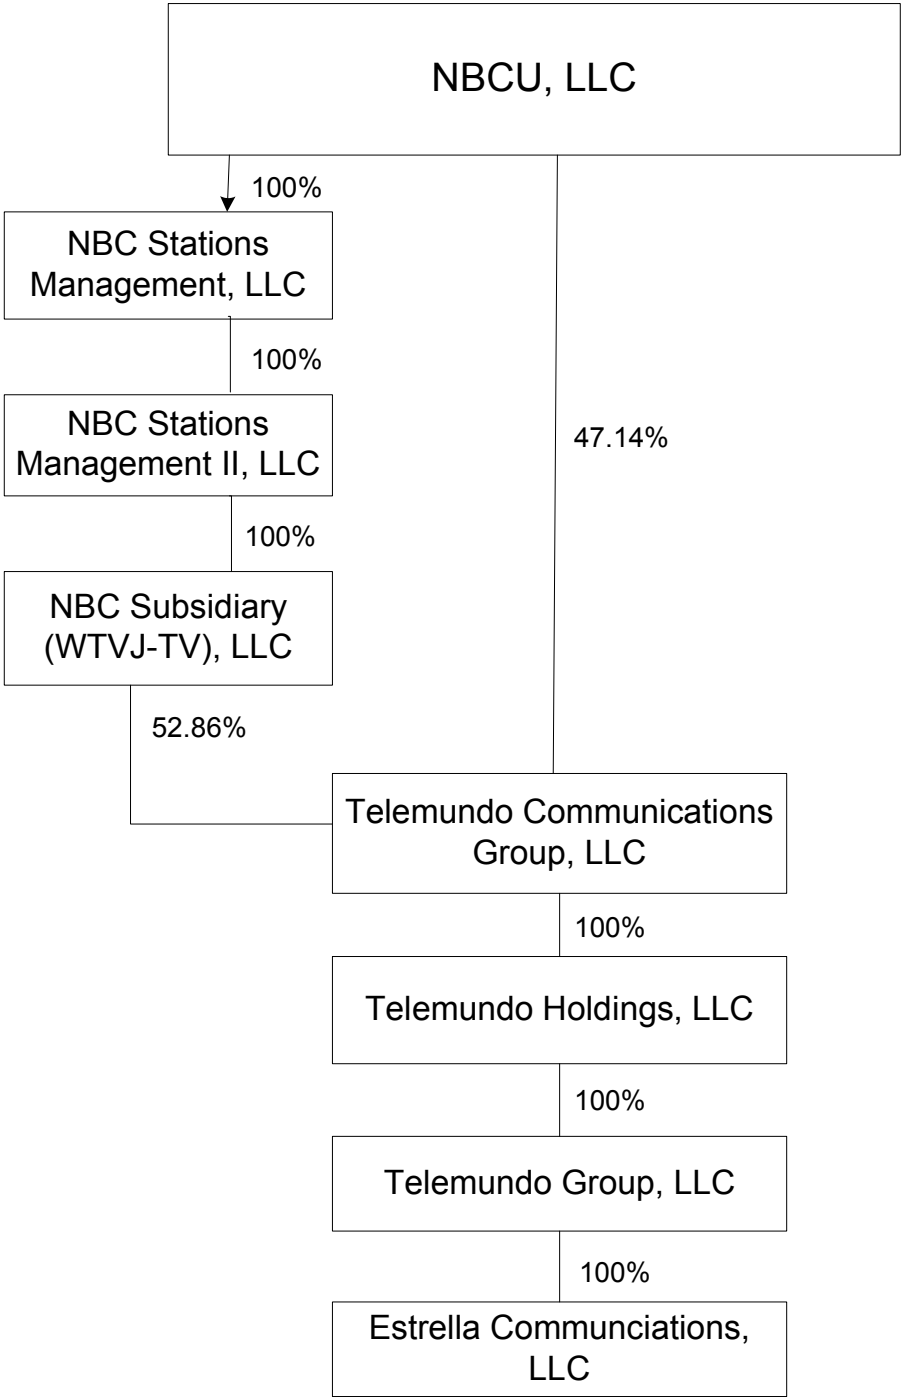 NBCU, LLC
100%
NBC Stations
Management, LLC
100%
NBC Stations
Management II, LLC
47.14%
100%
NBC Subsidiary
(WTVJ-TV), LLC
52.86%
Telemundo Communications
Group, LLC
100%
Telemundo Holdings, LLC
100%
Telemundo Group, LLC
100%
Estrella Communciations,
LLC